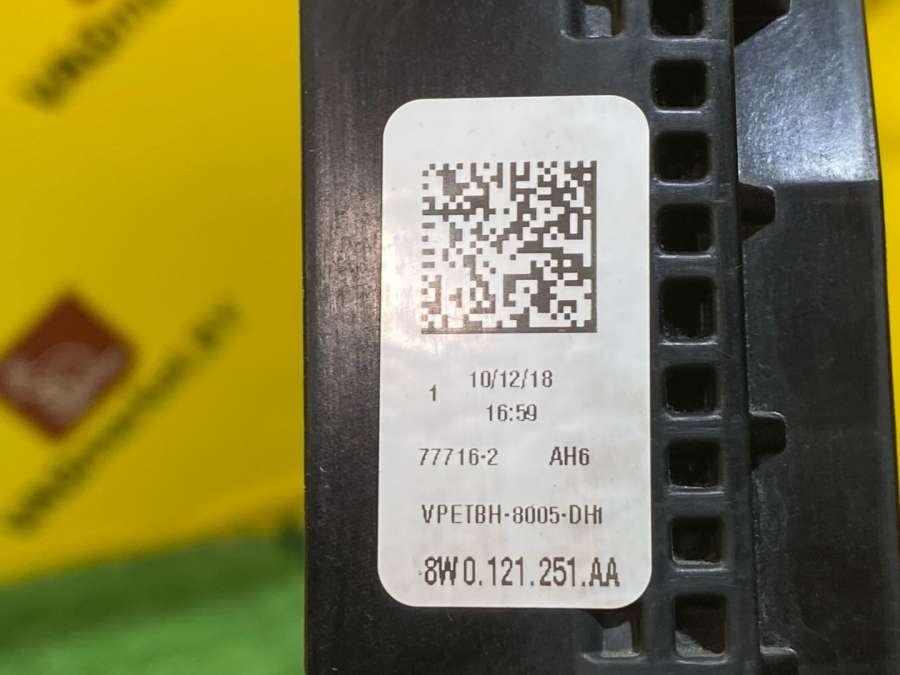 1 10/12/18
16:59
77716-2 AH6
VPETBH-8005-DH1
8W0.121.251.AA